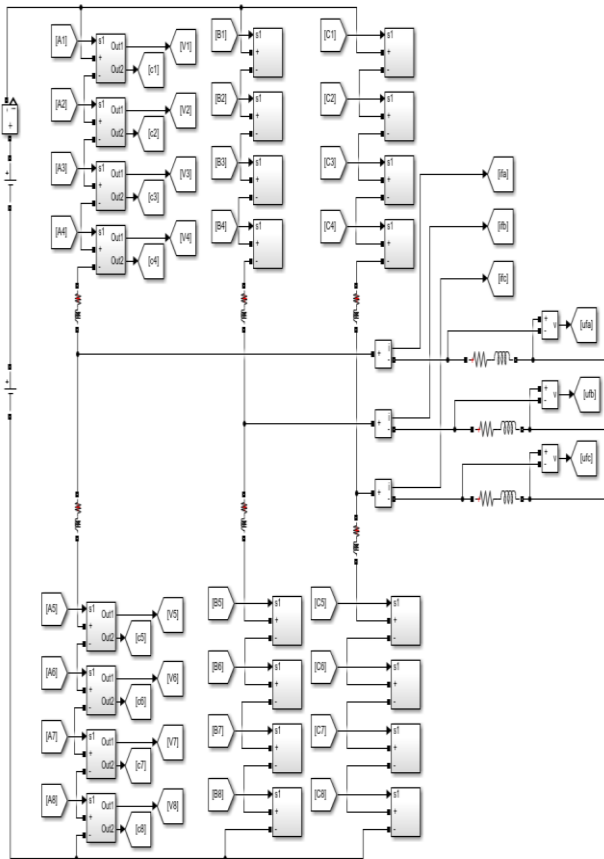 [A1] s1 Out1 [V1] [B1] s1 [C1] s1
+ Out2 [c1] + +
- - -
[A2] s1 Out1 [V2] [B2] s1 [C2] s1
+ Out2 [c2] + +
- - -
[A3] s1 Out1 [V3] [B3] s1 [C3] s1 [ifa]
+ Out2 [c3] + +
- - -
[A4] s1 Out1 [V4] [B4] s1 [C4] s1 [ifb]
+ Out2 [c4] + +
- - -
[ifc]
+ v [ufa]
-
+ i
-
+ v [ufb]
-
+ i
-
+ v [ufc]
-
+ i
-
[A5] s1 Out1 [V5] [B5] s1 [C5] s1
+ Out2 [c5] + +
- - -
[A6] s1 Out1 [V6] [B6] s1 [C6] s1
+ Out2 [c6] + +
- - -
[A7] s1 Out1 [V7] [B7] s1 [C7] s1
+ Out2 [c7] + +
- - -
[A8] s1 Out1 [V8] [B8] s1 [C8] s1
+ Out2 [c8] + +
- - -